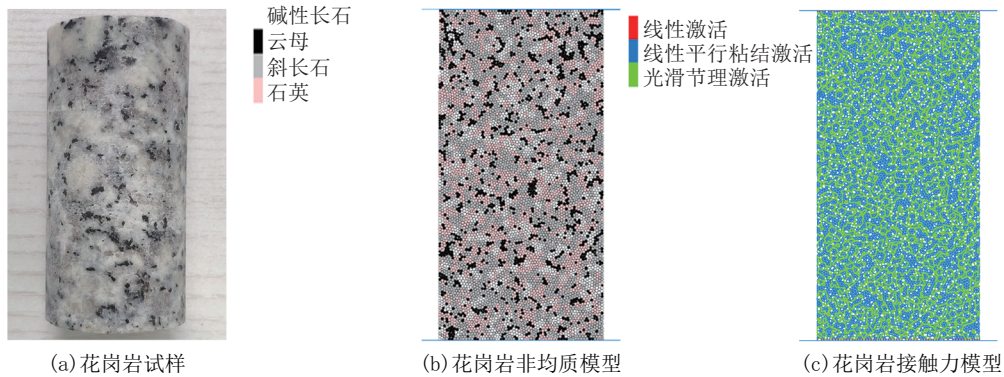 碱性长石
云母
斜长石
石英
线性激活
线性平行粘结激活
光滑节理激活
(a)花岗岩试样
(b)花岗岩非均质模型
(c)花岗岩接触力模型